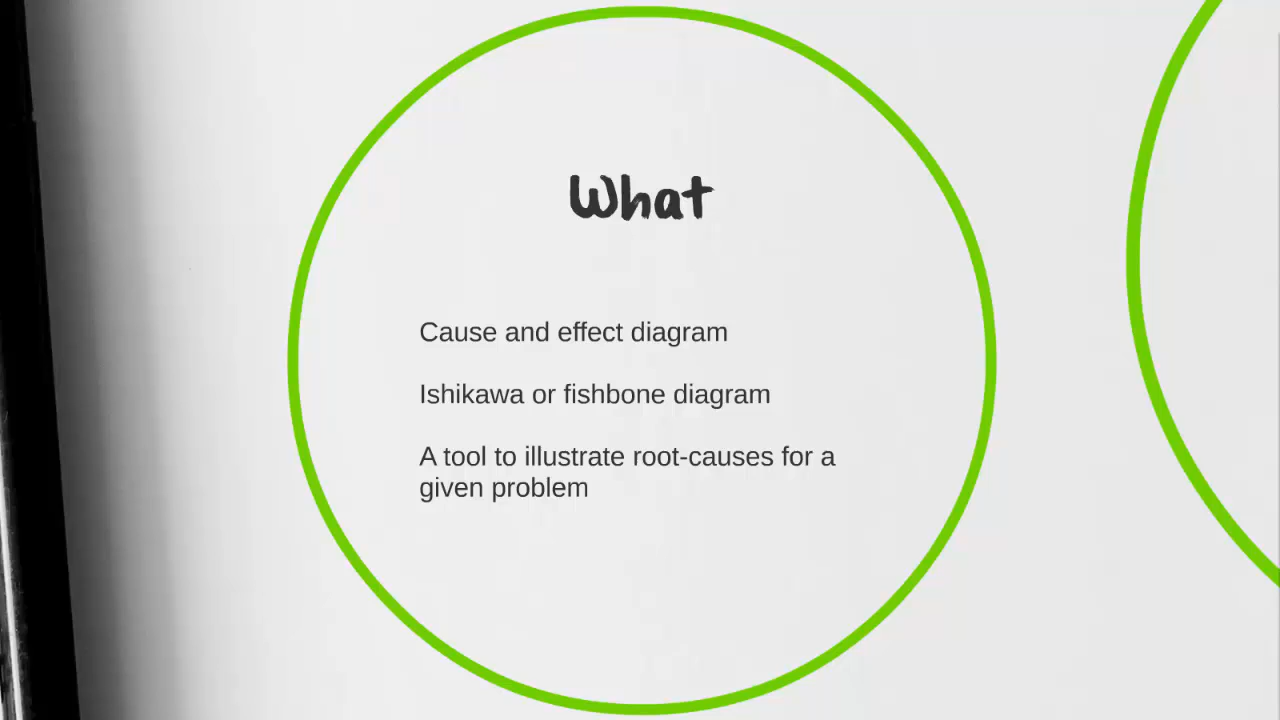 What
Cause and effect diagram
Ishikawa or fishbone diagram
A tool to illustrate root-causes for a
given problem